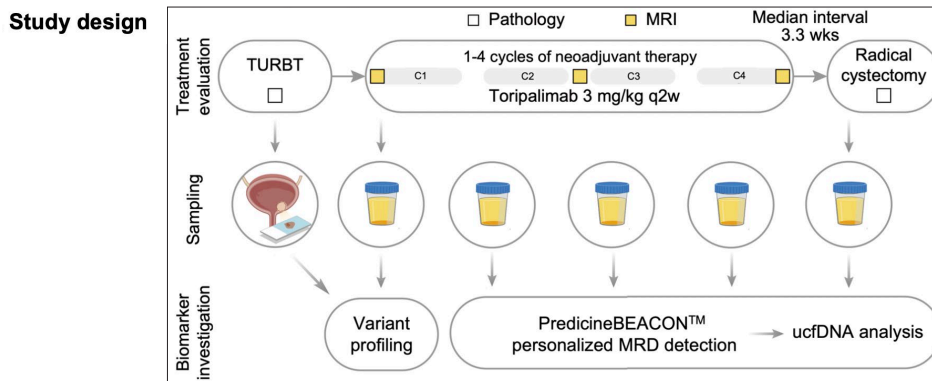 Study design
Pathology
MRI
Median interval
3.3 wks
Treatment
evaluation
TURBT
1-4 cycles of neoadjuvant therapy
C1
C2
C3
C4
Toripalimab 3 mg/kg q2w
Radical
cystectomy
Sampling
Biomarker
investigation
Variant
profiling
PredicineBEACON™
personalized MRD detection
ucfDNA analysis